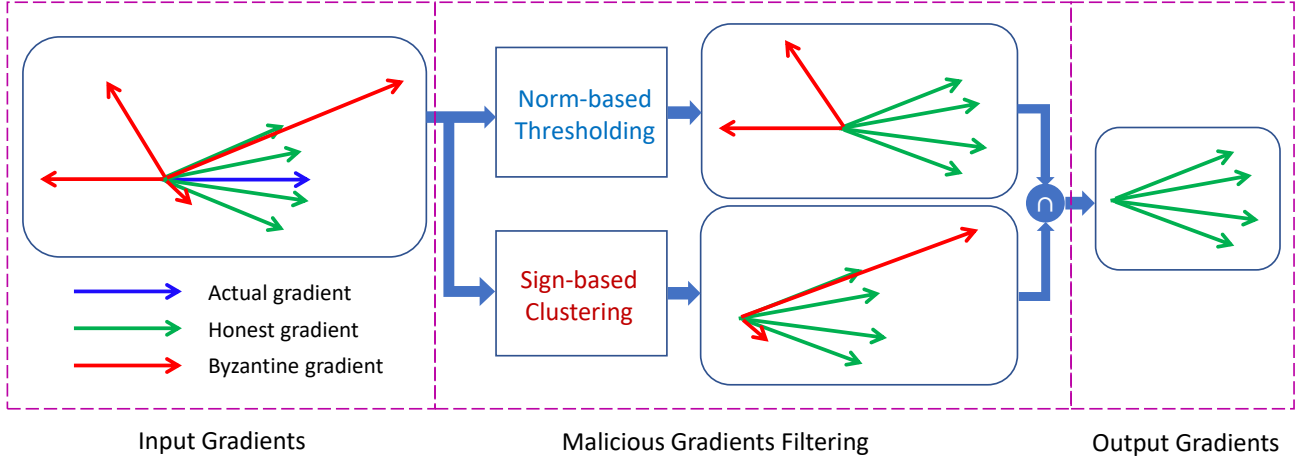 Norm-based
Thresholding
∩
Sign-based
Clustering
Actual gradient
Honest gradient
Byzantine gradient
Input Gradients
Malicious Gradients Filtering
Output Gradients